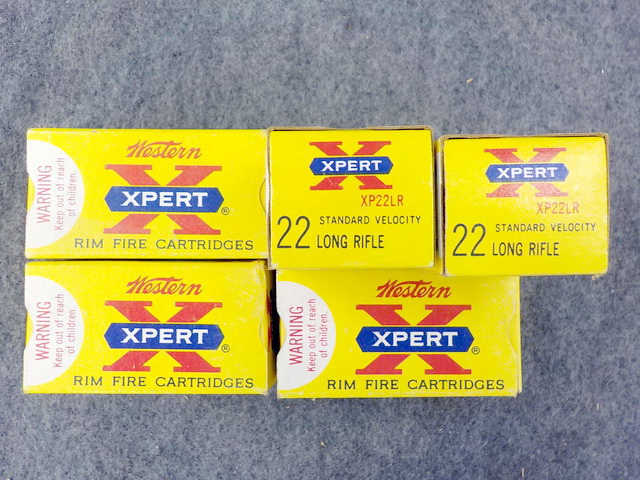 WARNING
Keep out of reach
of children.
Western
X
XPERT®
RIM FIRE CARTRIDGES
X
XPERT
XP22LR
22 STANDARD VELOCITY
LONG RIFLE
X
XPERT
XP22LR
22 STANDARD VELOCITY
LONG RIFLE
WARNING
Keep out of reach
of children.
Western
X
XPERT®
RIM FIRE CARTRIDGES
WARNING
Keep out of reach
of children.
Western
X
XPERT®
RIM FIRE CARTRIDGES